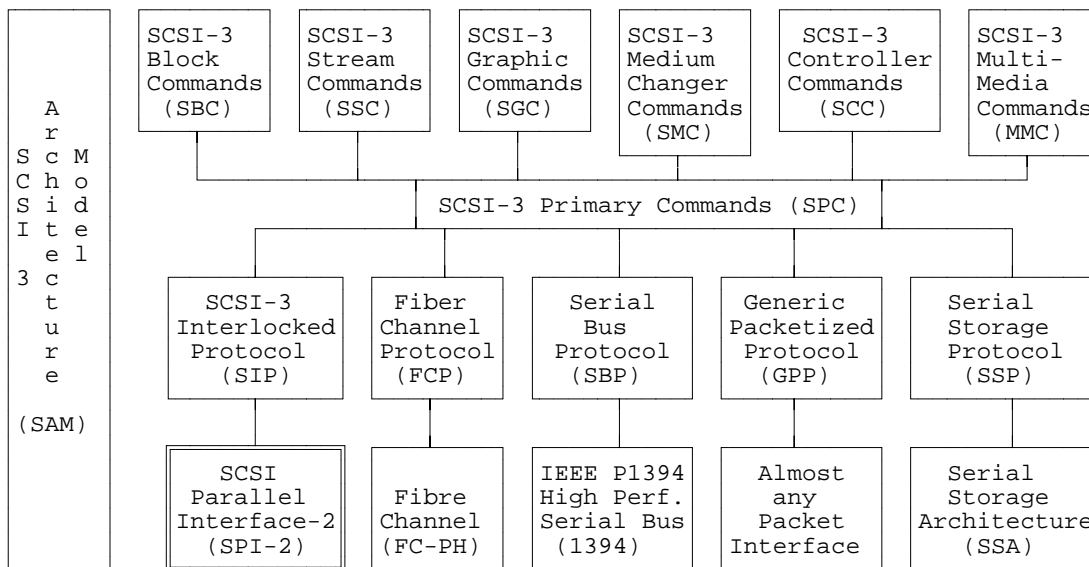 SCSI 3
Architecture
Model
(SAM)
SCSI-3
Block
Commands
(SBC)
SCSI-3
Stream
Commands
(SSC)
SCSI-3
Graphic
Commands
(SGC)
SCSI-3
Medium
Changer
Commands
(SMC)
SCSI-3
Controller
Commands
(SCC)
SCSI-3
Multi-
Media
Commands
(MMC)
SCSI-3 Primary Commands (SPC)
SCSI-3
Interlocked
Protocol
(SIP)
Fiber
Channel
Protocol
(FCP)
Serial
Bus
Protocol
(SBP)
Generic
Packetized
Protocol
(GPP)
Serial
Storage
Protocol
(SSP)
SCSI
Parallel
Interface-2
(SPI-2)
Fibre
Channel
(FC-PH)
IEEE P1394
High Perf.
Serial Bus
(1394)
Almost
any
Packet
Interface
Serial
Storage
Architecture
(SSA)